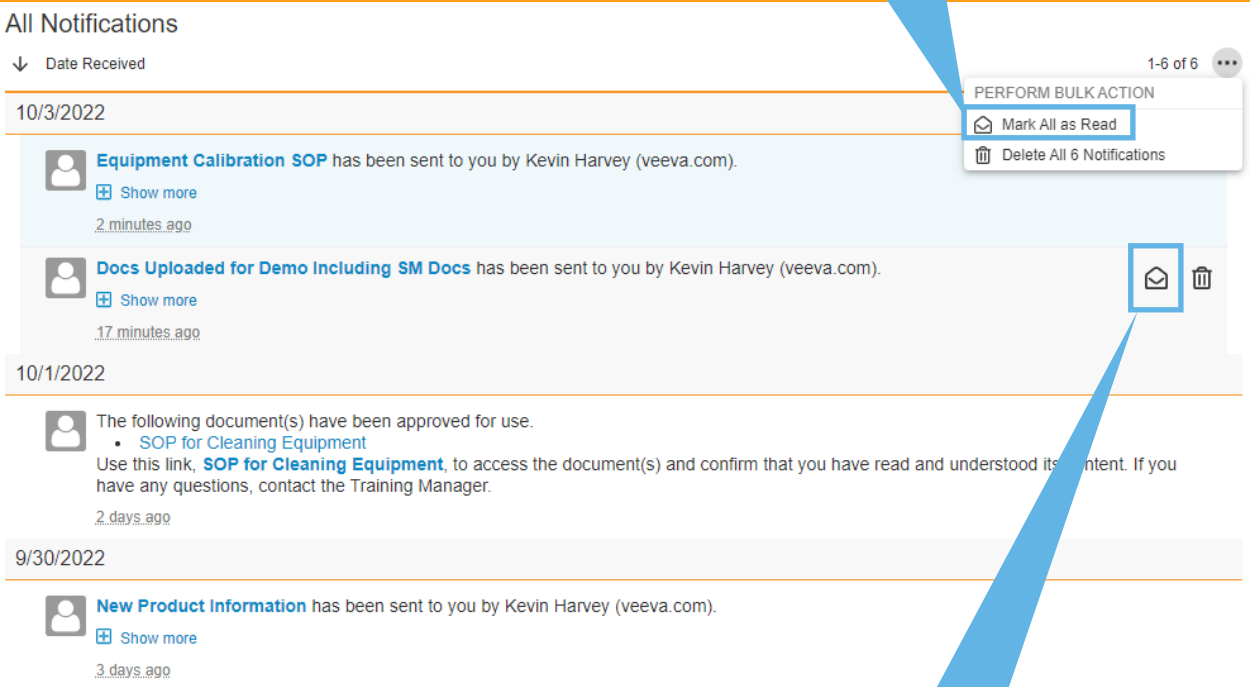 All Notifications
Date Received
1-6 of 6
PERFORM BULK ACTION
Mark All as Read
Delete All 6 Notifications
10/3/2022
Equipment Calibration SOP has been sent to you by Kevin Harvey (veeva.com).
Show more
2 minutes ago
Docs Uploaded for Demo Including SM Docs has been sent to you by Kevin Harvey (veeva.com).
Show more
17 minutes ago
10/1/2022
The following document(s) have been approved for use.
• SOP for Cleaning Equipment
Use this link, SOP for Cleaning Equipment, to access the document(s) and confirm that you have read and understood its ntent. If you
have any questions, contact the Training Manager.
2 days ago
9/30/2022
New Product Information has been sent to you by Kevin Harvey (veeva.com).
Show more
3 days ago